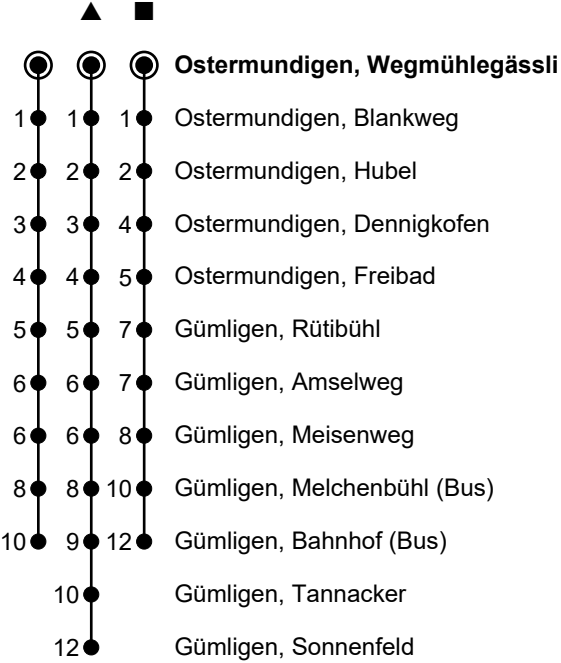 ▲ ■
Ostermundigen, Wegmühlegässli
1 1 1 Ostermundigen, Blankweg
2 2 2 Ostermundigen, Hubel
3 3 4 Ostermundigen, Dennigkofen
4 4 5 Ostermundigen, Freibad
5 5 7 Gümligen, Rütibühl
6 6 7 Gümligen, Amselweg
6 6 8 Gümligen, Meisenweg
8 8 10 Gümligen, Melchenbühl (Bus)
10 9 12 Gümligen, Bahnhof (Bus)
10 Gümligen, Tannacker
12 Gümligen, Sonnenfeld